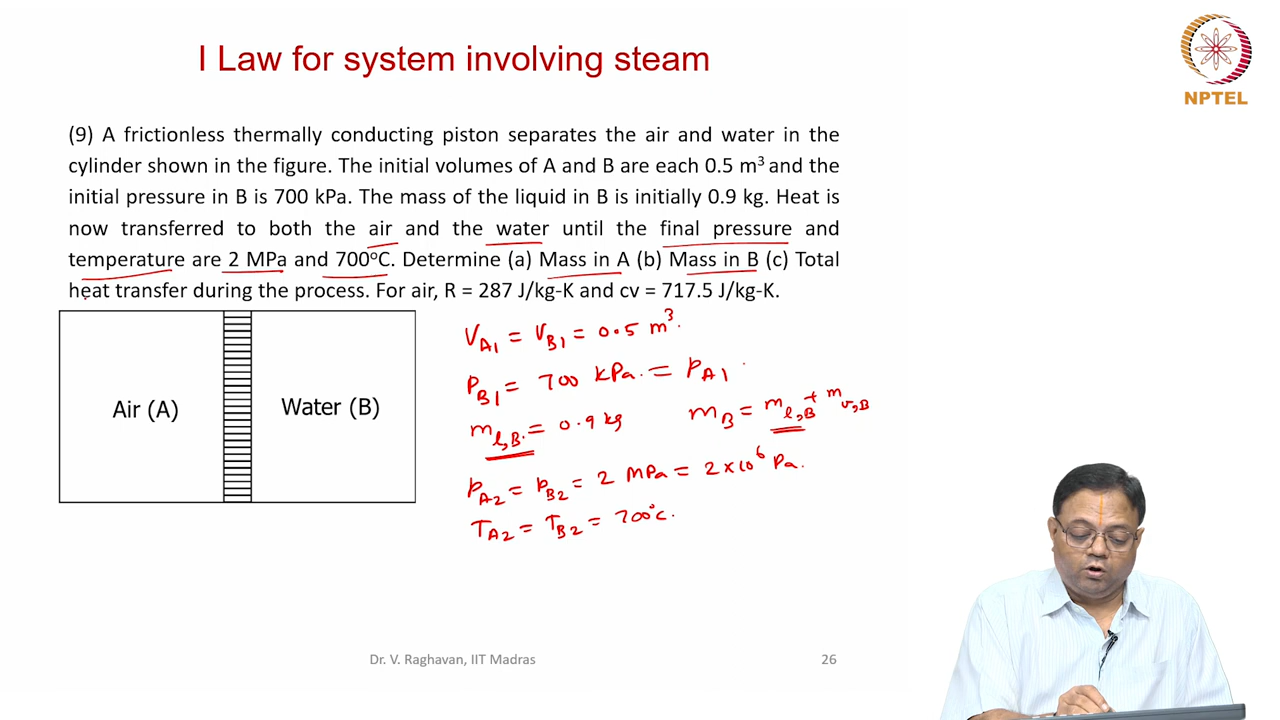 I Law for system involving steam
NPTEL
(9) A frictionless thermally conducting piston separates the air and water in the
cylinder shown in the figure. The initial volumes of A and B are each 0.5 m³ and the
initial pressure in B is 700 kPa. The mass of the liquid in B is initially 0.9 kg. Heat is
now transferred to both the air and the water until the final pressure and
temperature are 2 MPa and 700°C. Determine (a) Mass in A (b) Mass in B (c) Total
heat transfer during the process. For air, R = 287 J/kg-K and cv = 717.5 J/kg-K.
Air (A)
Water (B)
V_A1 = V_B1 = 0.5 m³.
P_B1 = 700 kPa. = P_A1
m_l,B. = 0.9 kg
m_B = m_l,B + m_v,B
P_A2 = P_B2 = 2 MPa = 2×10⁶ Pa.
T_A2 = T_B2 = 700°C.
Dr. V. Raghavan, IIT Madras
26